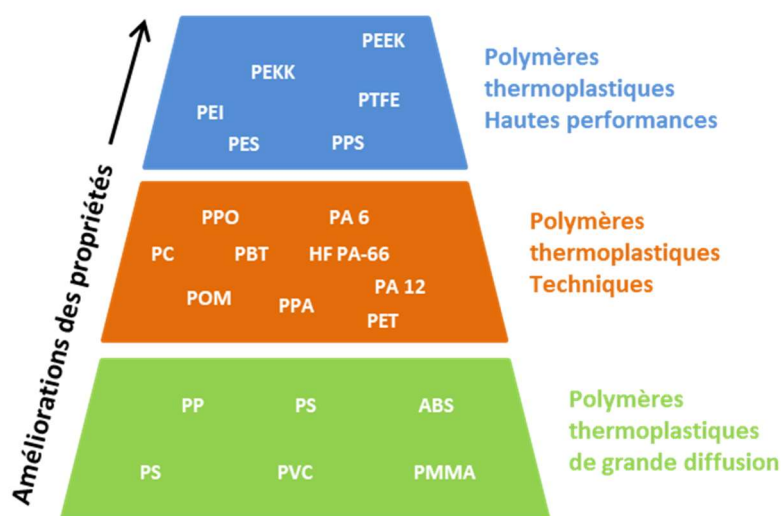 Améliorations des propriétés
PEEK
PEKK
PTFE
PEI
PES PPS
Polymères
thermoplastiques
Hautes performances
PPO PA 6
PC PBT HF PA-66
PA 12
POM PPA
PET
Polymères
thermoplastiques
Techniques
PP PS ABS
PS PVC PMMA
Polymères
thermoplastiques
de grande diffusion